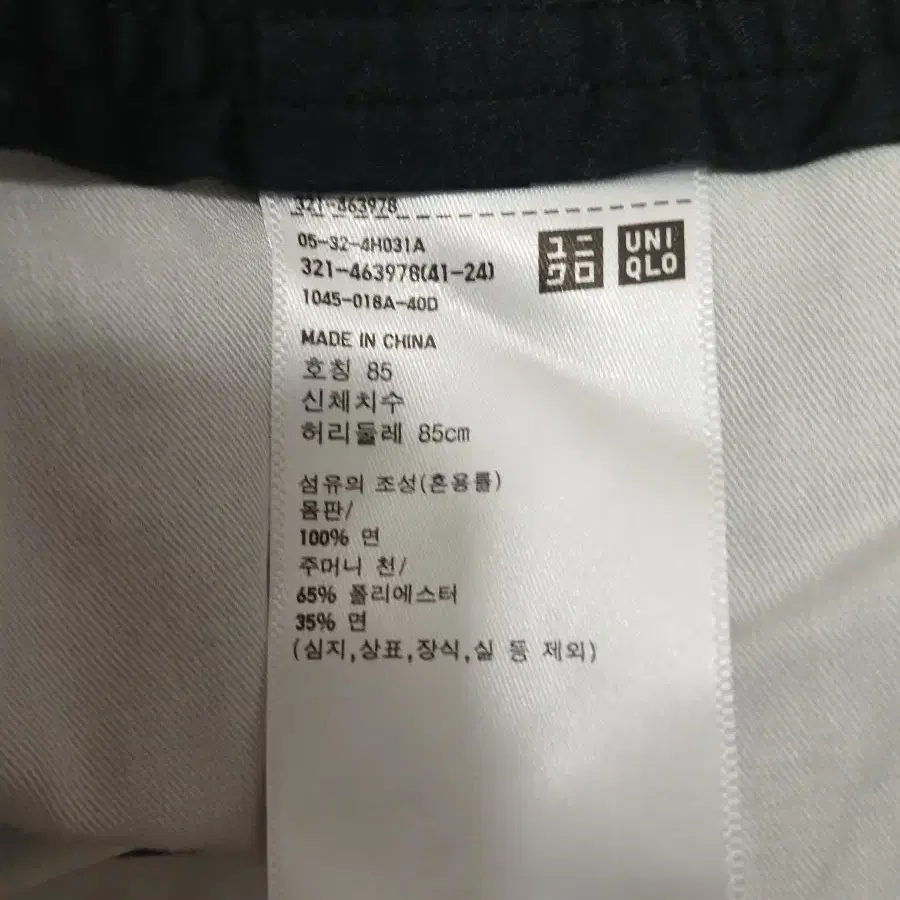 321-463978
05-32-4H031A
321-463978(41-24)
1045-018A-40D
ユニ
クロ
UNI
QLO
MADE IN CHINA
호칭 85
신체치수
허리둘레 85cm
섬유의 조성(혼용률)
몸판/
100% 면
주머니 천/
65% 폴리에스터
35% 면
(심지,상표,장식,실 등 제외)